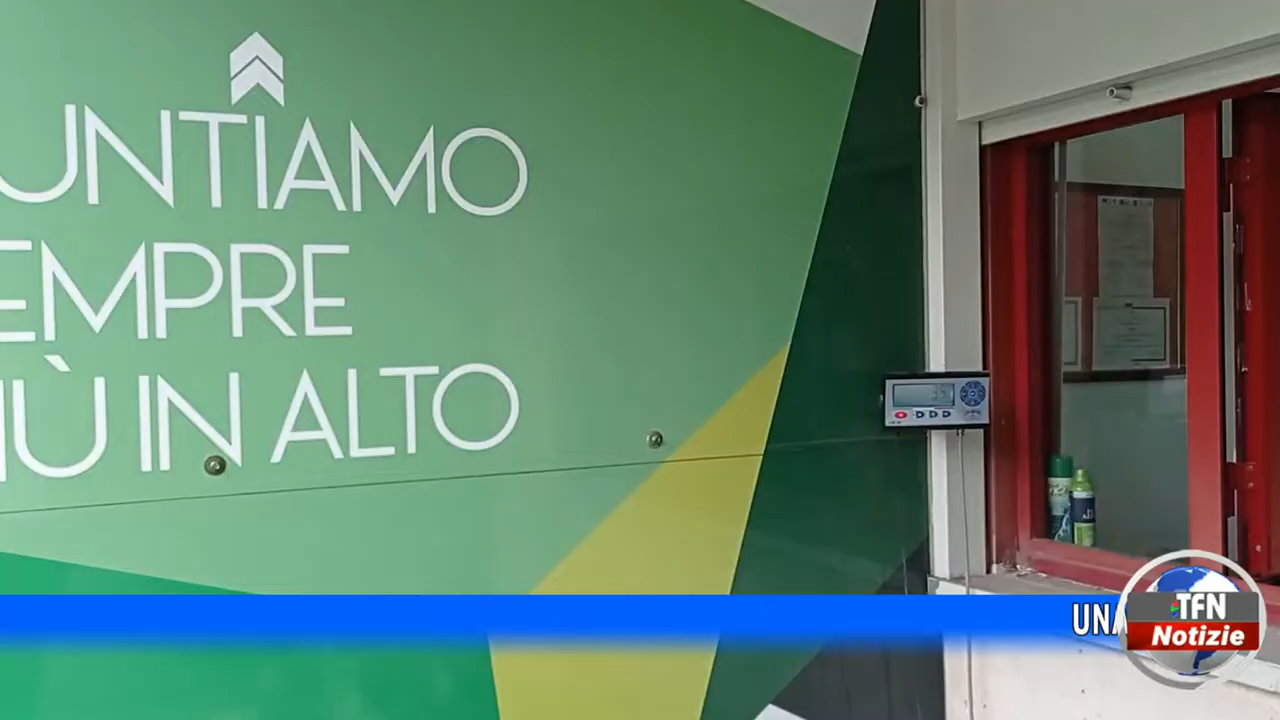 UNTIAMO
EMPRE
IÙ IN ALTO
UNA
TFN
Notizie